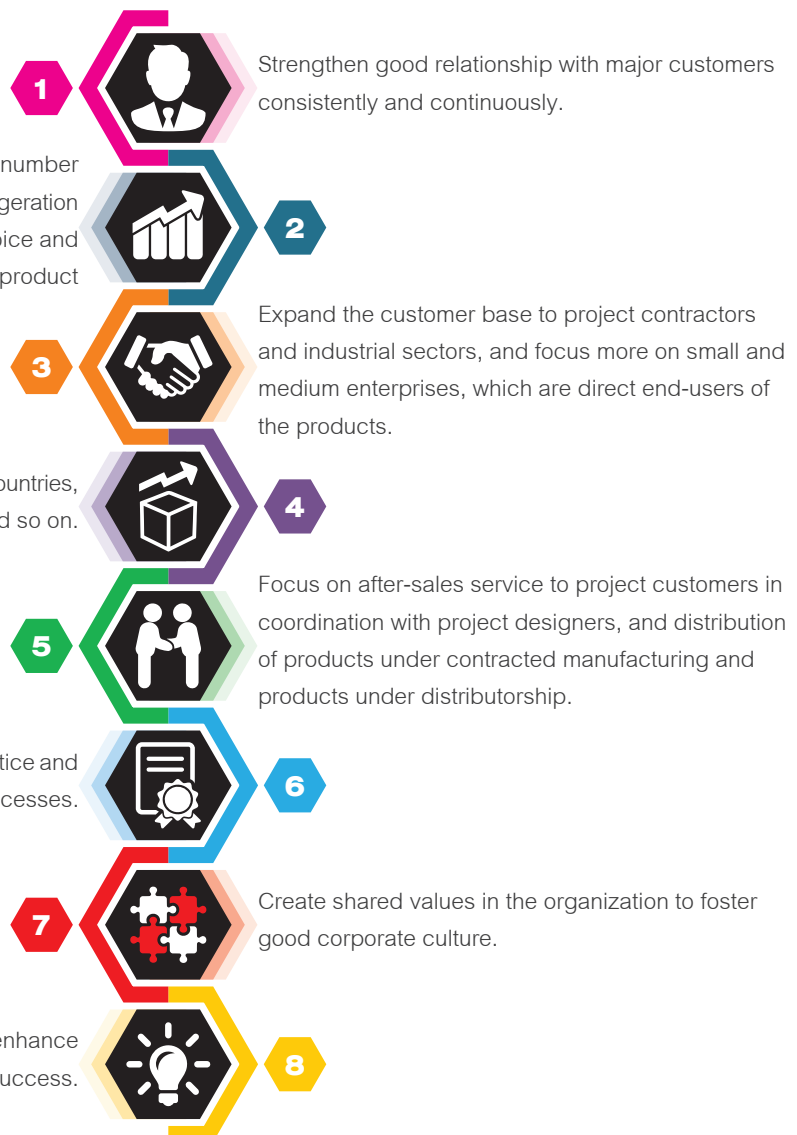 1
Strengthen good relationship with major customers
consistently and continuously.
number
geration
and
product
2
3
Expand the customer base to project contractors
and industrial sectors, and focus more on small and
medium enterprises, which are direct end-users of
the products.
ountries,
d so on.
4
5
Focus on after-sales service to project customers in
coordination with project designers, and distribution
of products under contracted manufacturing and
products under distributorship.
tice and
cesses.
6
7
Create shared values in the organization to foster
good corporate culture.
enhance
success.
8